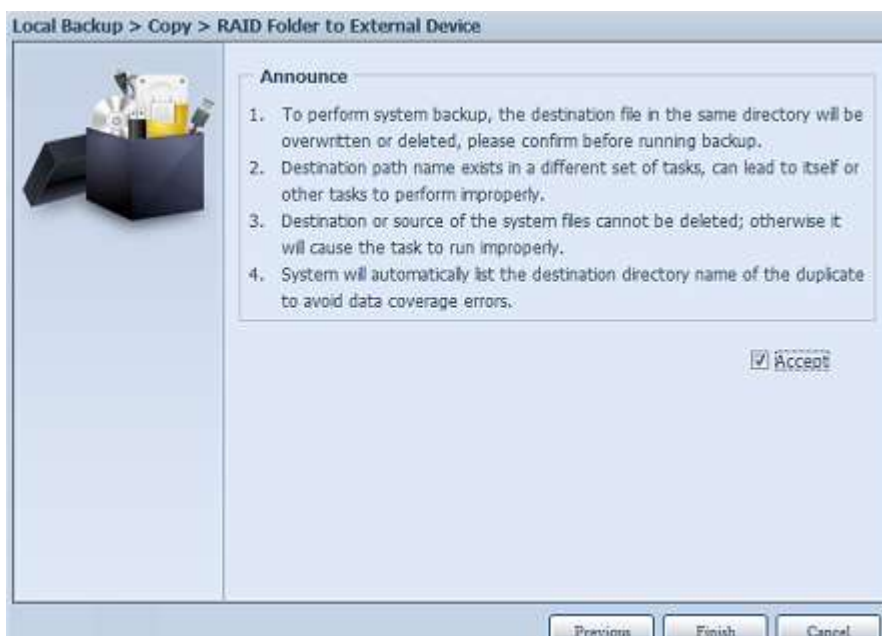 Local Backup > Copy > RAID Folder to External Device
Announce
1. To perform system backup, the destination file in the same directory will be
overwritten or deleted, please confirm before running backup.
2. Destination path name exists in a different set of tasks, can lead to itself or
other tasks to perform improperly.
3. Destination or source of the system files cannot be deleted; otherwise it
will cause the task to run improperly.
4. System will automatically list the destination directory name of the duplicate
to avoid data coverage errors.
Accept
Previous Finish Cancel